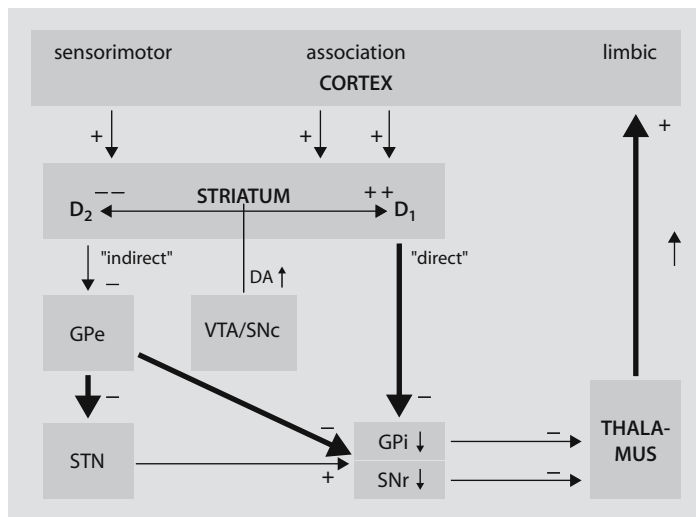 sensorimotor association limbic
CORTEX
+ + + +
D₂ −− STRIATUM ++ D₁
"indirect" "direct"
− DA ↑ ↑
GPe VTA/SNc
− −
− GPi ↓ − THALA-
STN + SNr ↓ − MUS